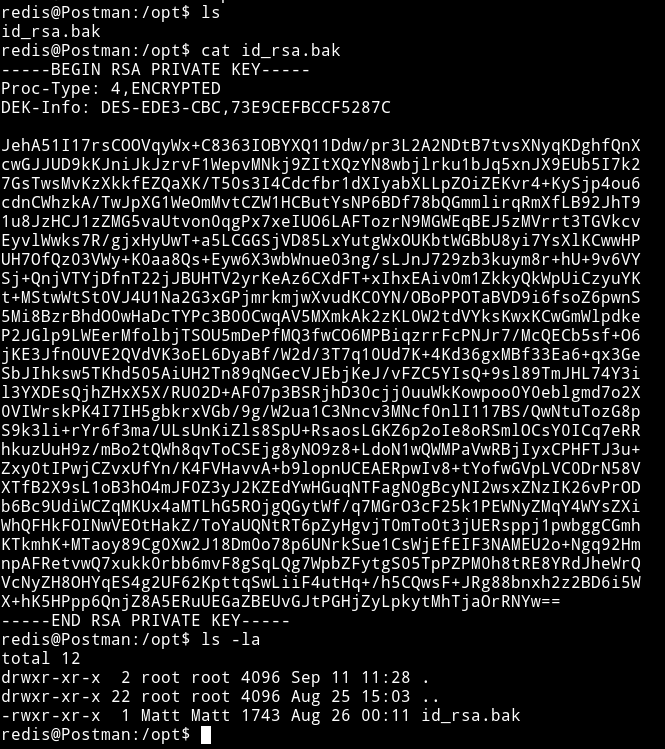 redis@Postman:/opt$ ls
id_rsa.bak
redis@Postman:/opt$ cat id_rsa.bak
-----BEGIN RSA PRIVATE KEY-----
Proc-Type: 4,ENCRYPTED
DEK-Info: DES-EDE3-CBC,73E9CEFBCCF5287C
JehA51I17rsCOOVqyWx+C8363IOBYXQ11Ddw/pr3L2A2NDtB7tvsXNyqKDghfQnX
cwGJJUD9kKJniJkJzrvF1WepvMNkj9ZItXQzYN8wbjlrku1bJq5xnJX9EUb5I7k2
7GsTwsMvKzXkkfEZQaXK/T50s3I4Cdcfbr1dXIyabXLLpZOiZEKvr4+KySjp4ou6
cdnCWhzkA/TwJpXG1WeOmMvtCZW1HCButYsNP6BDf78bQGmmlirqRmXfLB92JhT9
1u8JzHCJ1zZMG5vaUtvon0qgPx7xeIUO6LAFTozrN9MGWEqBEJ5zMVrrt3TGVkcv
EyvlWwks7R/gjxHyUwT+a5LCGGSjVD85LxYutgWxOUKbtWGBbU8yi7YsXlKCwwHP
UH7OfQz03VWy+K0aa8Qs+Eyw6X3wbWnue03ng/sLJnJ729zb3kuym8r+hU+9v6VY
Sj+QnjVTYjDfnT22jJBUHTV2yrKeAz6CXdFT+xIhxEAiv0m1ZkkyQkWpUiCzyuYK
t+MStwWtSt0VJ4U1Na2G3xGPjmrkmjwXvudKC0YN/OBoPPOTaBVD9i6fsoZ6pwnS
5Mi8BzrBhdO0wHaDcTYPc3B00CwqAV5MXmkAk2zKL0W2tdVYksKwxKCwGmWlpdke
P2JGlp9LWEerMfolbjTSOU5mDePfMQ3fwCO6MPBiqzrrFcPNJr7/McQECb5sf+O6
jKE3Jfn0UVE2QVdVK3oEL6DyaBf/W2d/3T7q10Ud7K+4Kd36gxMBf33Ea6+qx3Ge
SbJIhksw5TKhd505AiUH2Tn89qNGecVJEbjKeJ/vFZC5YIsQ+9sl89TmJHL74Y3i
l3YXDEsQjhZHxX5X/RU02D+AF07p3BSRjhD30cjj0uuWkKowpoo0Y0eblgmd7o2X
0VIWrskPK4I7IH5gbkrxVGb/9g/W2ua1C3Nncv3MNcf0nlI117BS/QwNtuTozG8p
S9k3li+rYr6f3ma/ULsUnKiZls8SpU+RsaosLGKZ6p2oIe8oRSmlOCsY0ICq7eRR
hkuzUuH9z/mBo2tQWh8qvToCSEjg8yNO9z8+LdoN1wQWMPaVwRBjIyxCPHFTJ3u+
Zxy0tIPwjCZvxUfYn/K4FVHavvA+b9lopnUCEAERpwIv8+tYofwGVpLVC0DrN58V
XTfB2X9sL1oB3hO4mJF0Z3yJ2KZEdYwHGuqNTFagN0gBcyNI2wsxZNzIK26vPrOD
b6Bc9UdiWCZqMKUx4aMTLhG5ROjgQGytWf/q7MGrO3cF25k1PEWNyZMqY4WYsZXi
WhQFHkFOINwVEOtHakZ/ToYaUQNtRT6pZyHgvjT0mTo0t3jUERsppj1pwbggCGmh
KTkmhK+MTaoy89Cg0Xw2J18Dm0o78p6UNrkSue1CsWjEfEIF3NAMEU2o+Ngq92Hm
npAFRetvwQ7xukk0rbb6mvF8gSqLQg7WpbZFytgS05TpPZPM0h8tRE8YRdJheWrQ
VcNyZH8OHYqES4g2UF62KpttqSwLiiF4utHq+/h5CQwsF+JRg88bnxh2z2BD6i5W
X+hK5HPpp6QnjZ8A5ERuUEGaZBEUvGJtPGHjZyLpkytMhTjaOrRNYw==
-----END RSA PRIVATE KEY-----
redis@Postman:/opt$ ls -la
total 12
drwxr-xr-x  2 root root 4096 Sep 11 11:28 .
drwxr-xr-x 22 root root 4096 Aug 25 15:03 ..
-rwxr-xr-x  1 Matt Matt 1743 Aug 26 00:11 id_rsa.bak
redis@Postman:/opt$